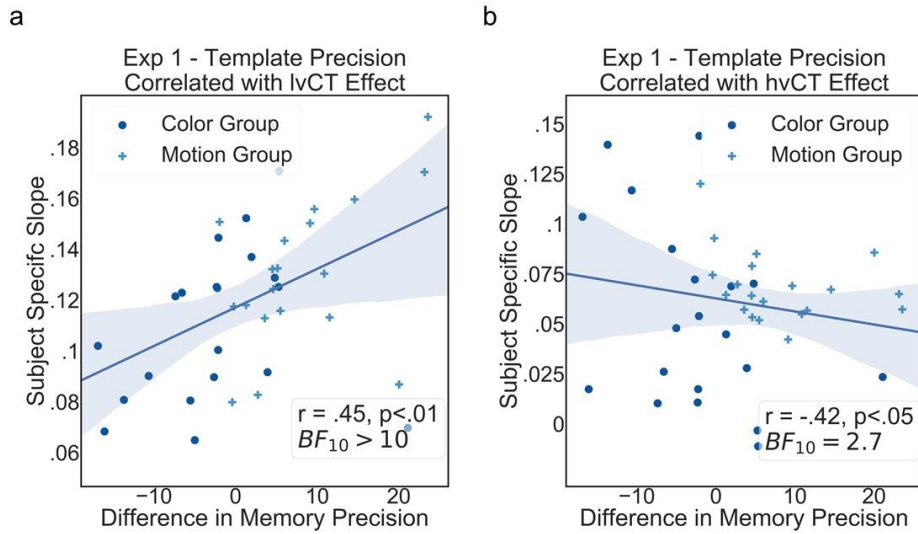 a
Exp 1 - Template Precision
Correlated with lvCT Effect
Color Group
Motion Group
.18
.16
.14
.12
.1
.08
.06
Subject Specifc Slope
r = .45, p<.01
BF10 > 10
−10 0 10 20
Difference in Memory Precision
b
Exp 1 - Template Precision
Correlated with hvCT Effect
Color Group
Motion Group
.15
.125
.1
.075
.05
.025
0
Subject Specifc Slope
r = -.42, p<.05
BF10 = 2.7
−10 0 10 20
Difference in Memory Precision